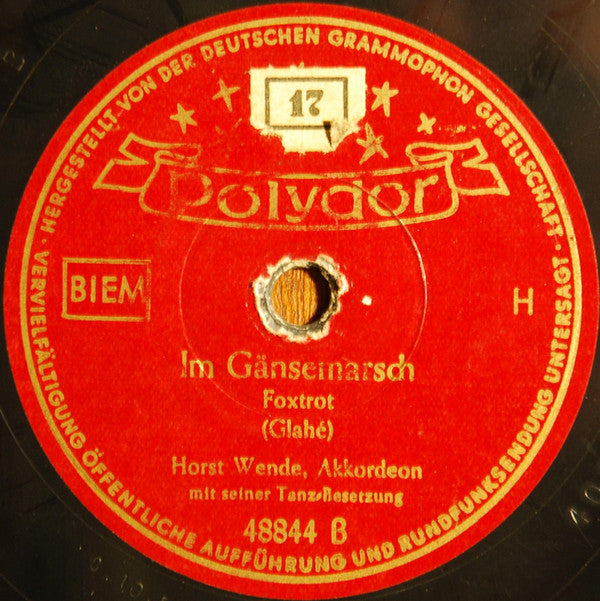 HERGESTELLT VON DER DEUTSCHEN GRAMMOPHON GESELLSCHAFT · VERVIELFÄLTIGUNG ÖFFENTLICHE AUFFÜHRUNG UND RUNDFUNKSENDUNG UNTERSAGT ·
17
Polydor
BIEM
H
Im Gänsemarsch
Foxtrot
(Glahé)
Horst Wende, Akkordeon
mit seiner Tanz-Besetzung
48844 B